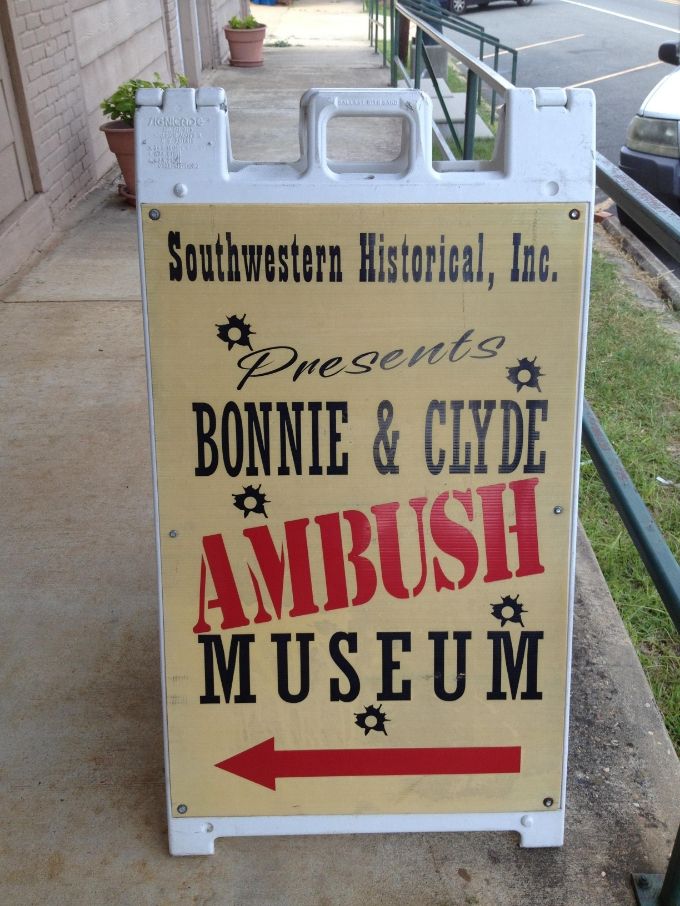 SIGNICADE
Southwestern Historical, Inc.
Presents
BONNIE & CLYDE
AMBUSH
MUSEUM